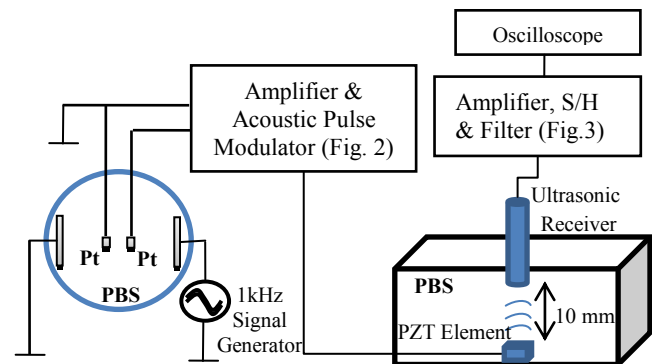 Oscilloscope
Amplifier &
Acoustic Pulse
Modulator (Fig. 2)
Amplifier, S/H
& Filter (Fig.3)
Ultrasonic
Receiver
Pt
Pt
PBS
1kHz
Signal
Generator
PBS
PZT Element
10 mm